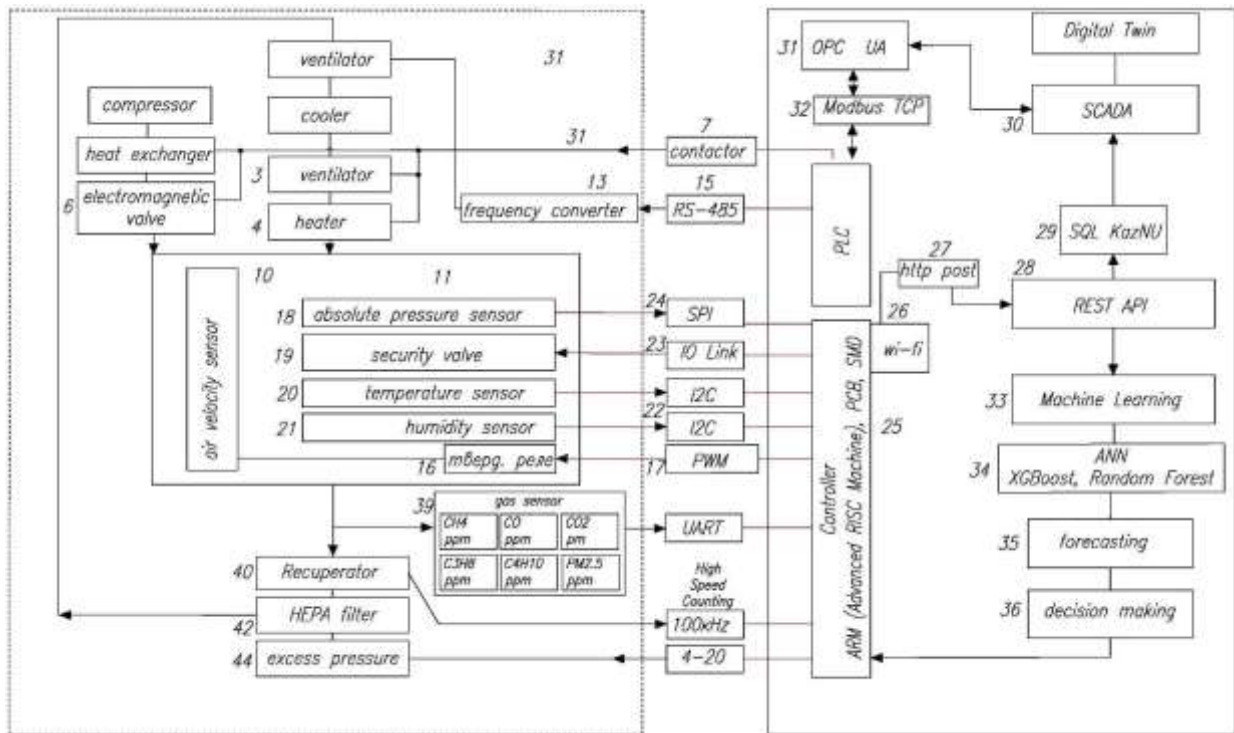 31
ventilator
compressor
cooler
31
heat exchanger
3
ventilator
13
6
electromagnetic
valve
4
heater
frequency converter
7
contactor
15
RS-485
31
OPC UA
32
Modbus TCP
Digital Twin
30
SCADA
PLC
29
SQL KazNU
27
http post
28
REST API
10
11
air velocity sensor
18
absolute pressure sensor
24
SPI
19
security valve
23
IO Link
20
temperature sensor
I2C
21
humidity sensor
22
I2C
16
тверд. реле
17
PWM
26
wi-fi
Controller
ARM (Advanced RISC Machine), PCB, SMD
25
33
Machine Learning
34
ANN
XGBoost, Random Forest
35
forecasting
36
decision making
39
gas sensor
CH4
ppm
CO
ppm
CO2
pm
C3H8
ppm
C4H10
ppm
PM2.5
ppm
UART
40
Recuperator
High
Speed
Counting
100кHz
42
HEPA filter
44
excess pressure
4-20